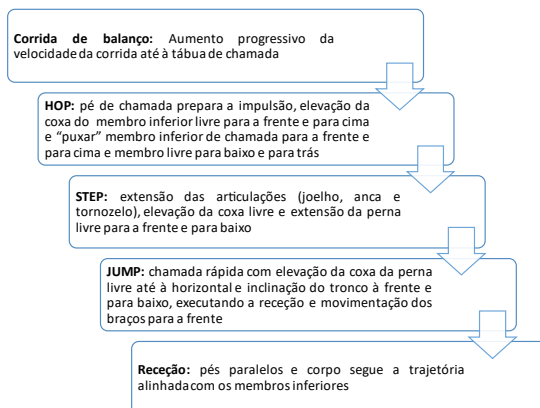 Corrida de balanço: Aumento progressivo da
velocidade da corrida até à tábua de chamada
HOP: pé de chamada prepara a impulsão, elevação da
coxa do membro inferior livre para a frente e para cima
e “puxar” membro inferior de chamada para a frente e
para cima e membro livre para baixo e para trás
STEP: extensão das articulações (joelho, anca e
tornozelo), elevação da coxa livre e extensão da perna
livre para a frente e para baixo
JUMP: chamada rápida com elevação da coxa da perna
livre até à horizontal e inclinação do tronco à frente e
para baixo, executando a receção e movimentação dos
braços para a frente
Receção: pés paralelos e corpo segue a trajetória
alinhada com os membros inferiores